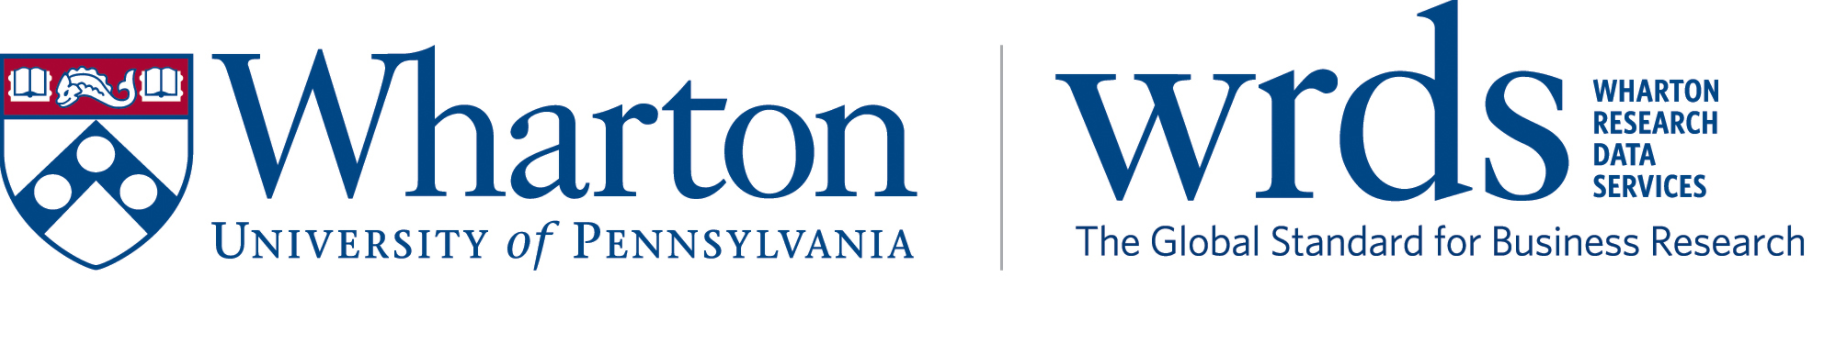 Wharton
UNIVERSITY of PENNSYLVANIA
wrds
WHARTON
RESEARCH
DATA
SERVICES
The Global Standard for Business Research